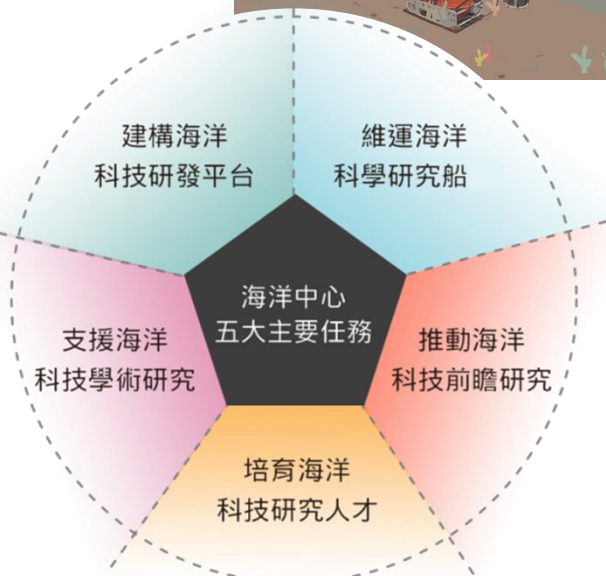 建構海洋
科技研發平台
維運海洋
科學研究船
海洋中心
五大主要任務
支援海洋
科技學術研究
推動海洋
科技前瞻研究
培育海洋
科技研究人才